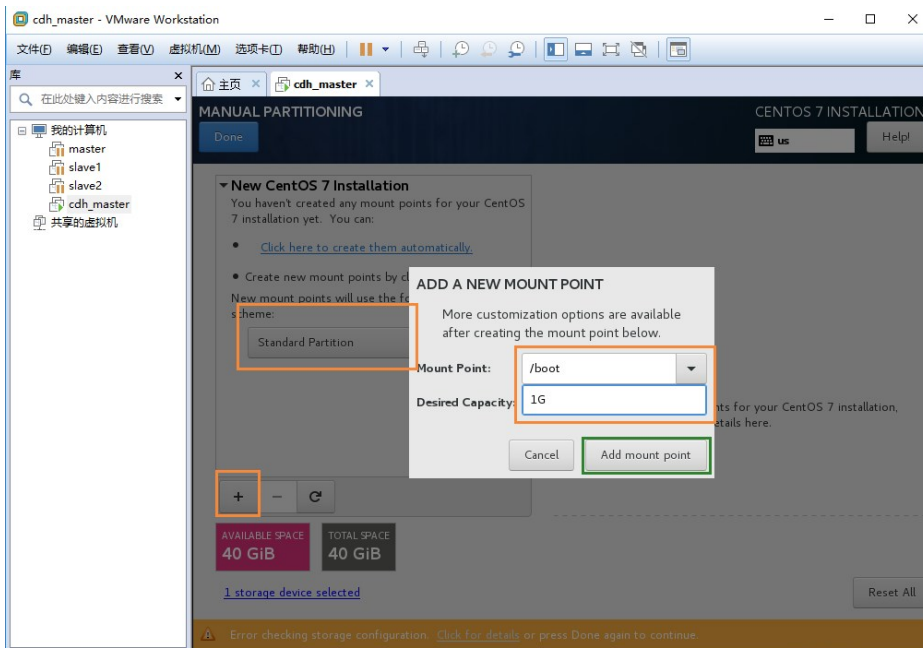 cdh_master - VMware Workstation
文件(F) 编辑(E) 查看(V) 虚拟机(M) 选项卡(T) 帮助(H)
库
在此处键入内容进行搜索
我的计算机
master
slave1
slave2
cdh_master
共享的虚拟机
主页
cdh_master
MANUAL PARTITIONING
Done
CENTOS 7 INSTALLATION
us
Help!
New CentOS 7 Installation
You haven't created any mount points for your CentOS
7 installation yet. You can:
Click here to create them automatically.
Create new mount points by
New mount points will use the
scheme:
Standard Partition
ADD A NEW MOUNT POINT
More customization options are available
after creating the mount point below.
Mount Point: /boot
Desired Capacity: 1G
Cancel Add mount point
for your CentOS 7 installation,
here.
+ −
AVAILABLE SPACE
40 GiB
TOTAL SPACE
40 GiB
1 storage device selected
Reset All
Error checking storage configuration. Click for details or press Done again to continue.